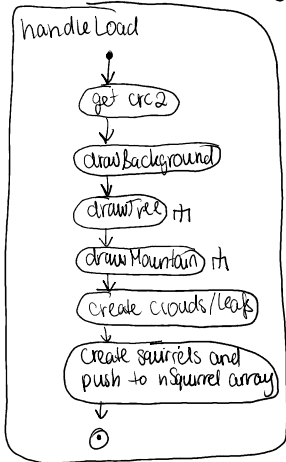 handleLoad
get crc2
drawBackground
drawTree
drawMountain
create clouds/leafs
create squirrels and
push to nSquirrel array